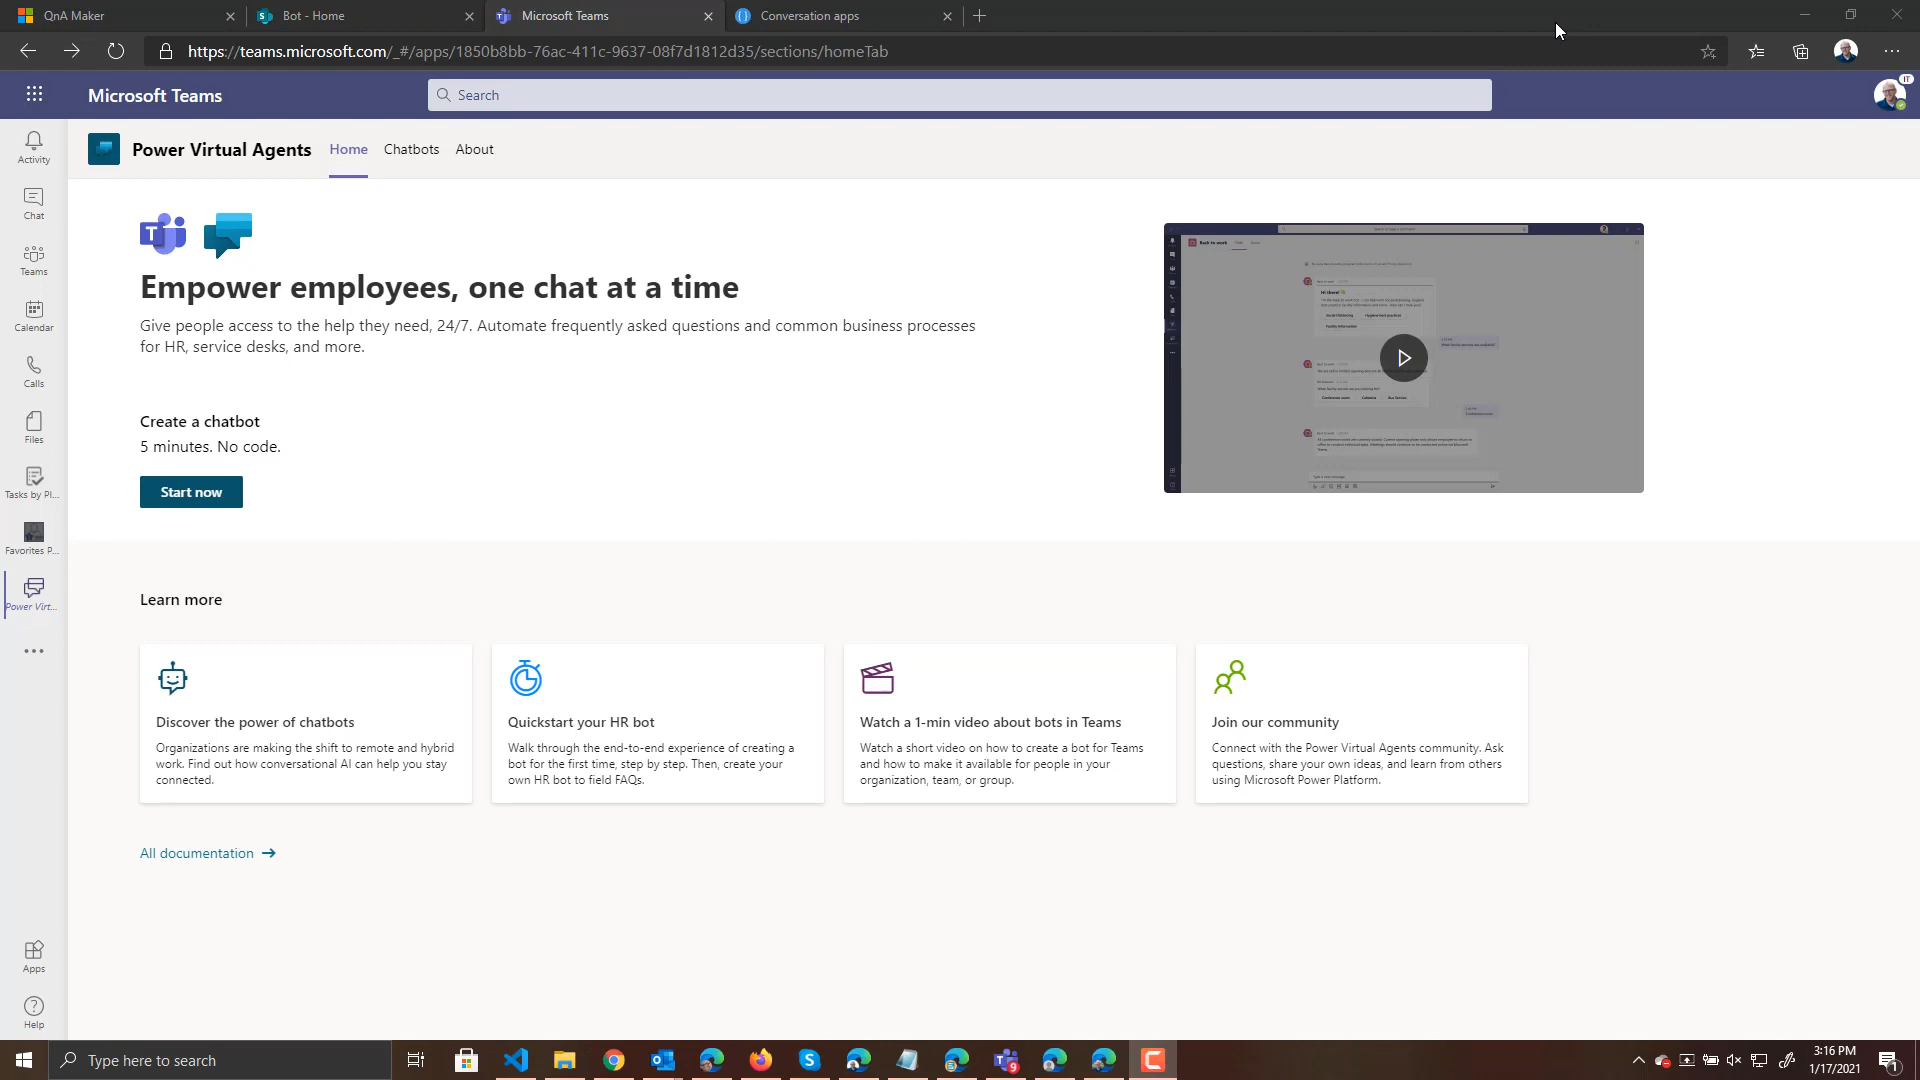 QnA Maker
Bot - Home
Microsoft Teams
Conversation apps
https://teams.microsoft.com/_#/apps/1850b8bb-76ac-411c-9637-08f7d1812d35/sections/homeTab
Microsoft Teams
Search
IT
Power Virtual Agents
Home
Chatbots
About
Activity
Chat
Teams
Calendar
Calls
Files
Tasks by Pl...
Favorites P...
Power Virt...
Apps
Help
Empower employees, one chat at a time
Give people access to the help they need, 24/7. Automate frequently asked questions and common business processes
for HR, service desks, and more.
Create a chatbot
5 minutes. No code.
Start now
Back to work
Hi there!
Learn more
Discover the power of chatbots
Organizations are making the shift to remote and hybrid
work. Find out how conversational AI can help you stay
connected.
Quickstart your HR bot
Walk through the end-to-end experience of creating a
bot for the first time, step by step. Then, create your
own HR bot to field FAQs.
Watch a 1-min video about bots in Teams
Watch a short video on how to create a bot for Teams
and how to make it available for people in your
organization, team, or group.
Join our community
Connect with the Power Virtual Agents community. Ask
questions, share your own ideas, and learn from others
using Microsoft Power Platform.
All documentation
Type here to search
9
3:16 PM
1/17/2021
1